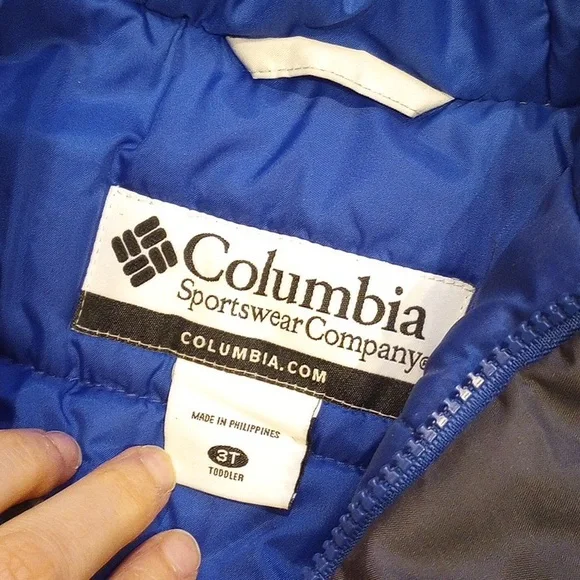 Columbia
Sportswear Company®
COLUMBIA.COM
MADE IN PHILIPPINES
3T
TODDLER